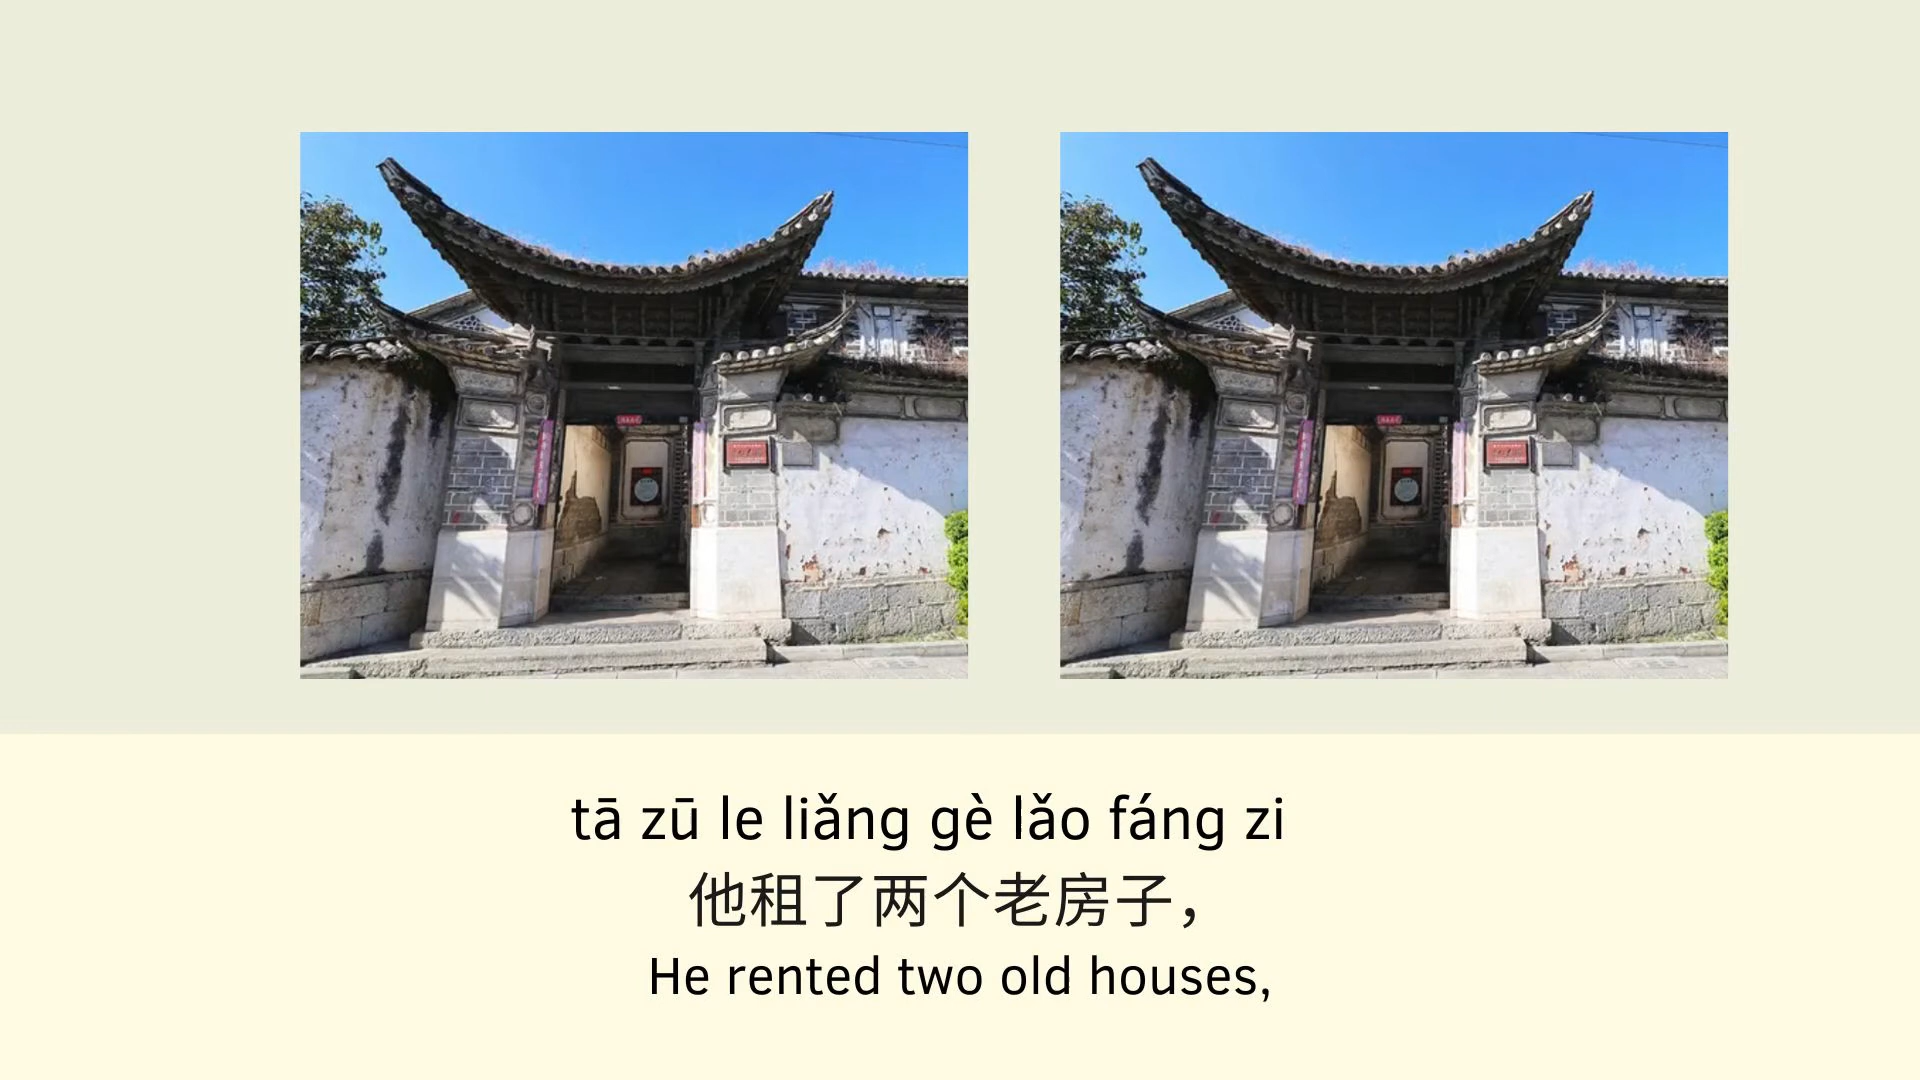 tā zū le liǎng gè lǎo fáng zi
他租了两个老房子，
He rented two old houses,